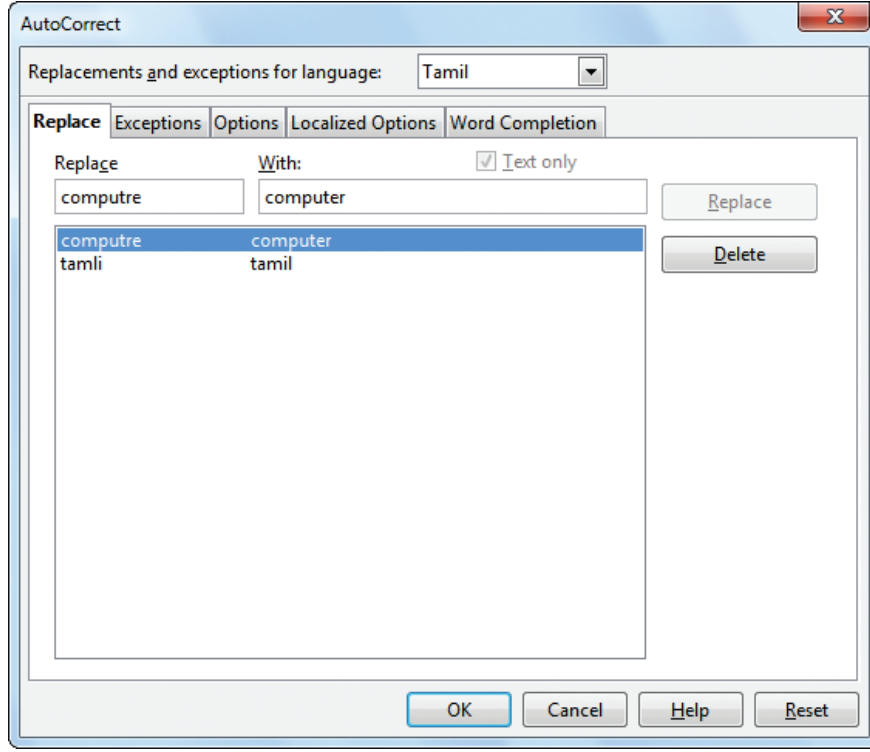 AutoCorrect
Replacements and exceptions for language: Tamil
Replace Exceptions Options Localized Options Word Completion
Replace With: Text only
computre computer Replace
computre computer
Delete
tamli tamil
OK Cancel Help Reset